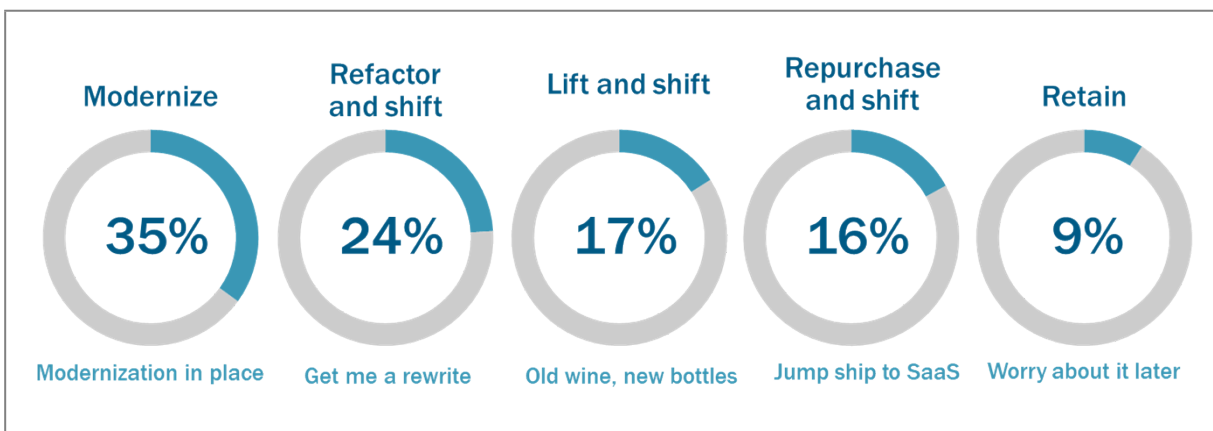 Modernize
35%
Modernization in place
Refactor
and shift
24%
Get me a rewrite
Lift and shift
17%
Old wine, new bottles
Repurchase
and shift
16%
Jump ship to SaaS
Retain
9%
Worry about it later